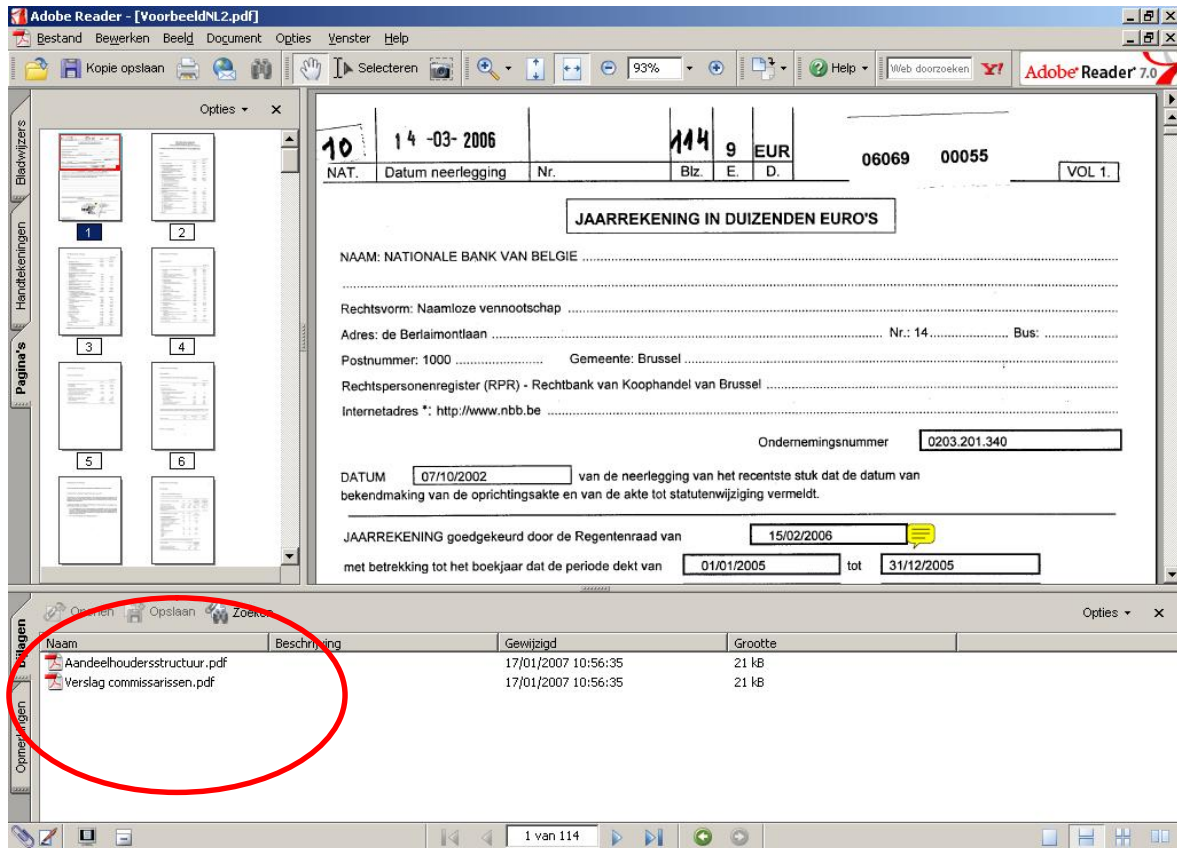 Adobe Reader - [VoorbeeldNL2.pdf]
Bestand Bewerken Beeld Document Opties Venster Help
Kopie opslaan Selecteren 93% Help Web doorzoeken Y! Adobe Reader 7.0
Bladwijzers
Handtekeningen
Pagina's
Opties
1 2
3 4
5 6
10 14 -03- 2006 114 9 EUR 06069 00055
NAT. Datum neerlegging Nr. Blz. E. D. VOL 1.
JAARREKENING IN DUIZENDEN EURO'S
NAAM: NATIONALE BANK VAN BELGIE
Rechtsvorm: Naamloze vennootschap
Adres: de Berlaimontlaan Nr.: 14 Bus:
Postnummer: 1000 Gemeente: Brussel
Rechtspersonenregister (RPR) - Rechtbank van Koophandel van Brussel
Internetadres *: http://www.nbb.be
Ondernemingsnummer 0203.201.340
DATUM 07/10/2002 van de neerlegging van het recentste stuk dat de datum van
bekendmaking van de oprichtingsakte en van de akte tot statutenwijziging vermeldt.
JAARREKENING goedgekeurd door de Regentenraad van 15/02/2006
met betrekking tot het boekjaar dat de periode dekt van 01/01/2005 tot 31/12/2005
Bijlagen
Opmerkingen
Openen Opslaan Zoeken Opties
Naam Beschrijving Gewijzigd Grootte
Aandeelhoudersstructuur.pdf 17/01/2007 10:56:35 21 kB
Verslag commissarissen.pdf 17/01/2007 10:56:35 21 kB
1 van 114